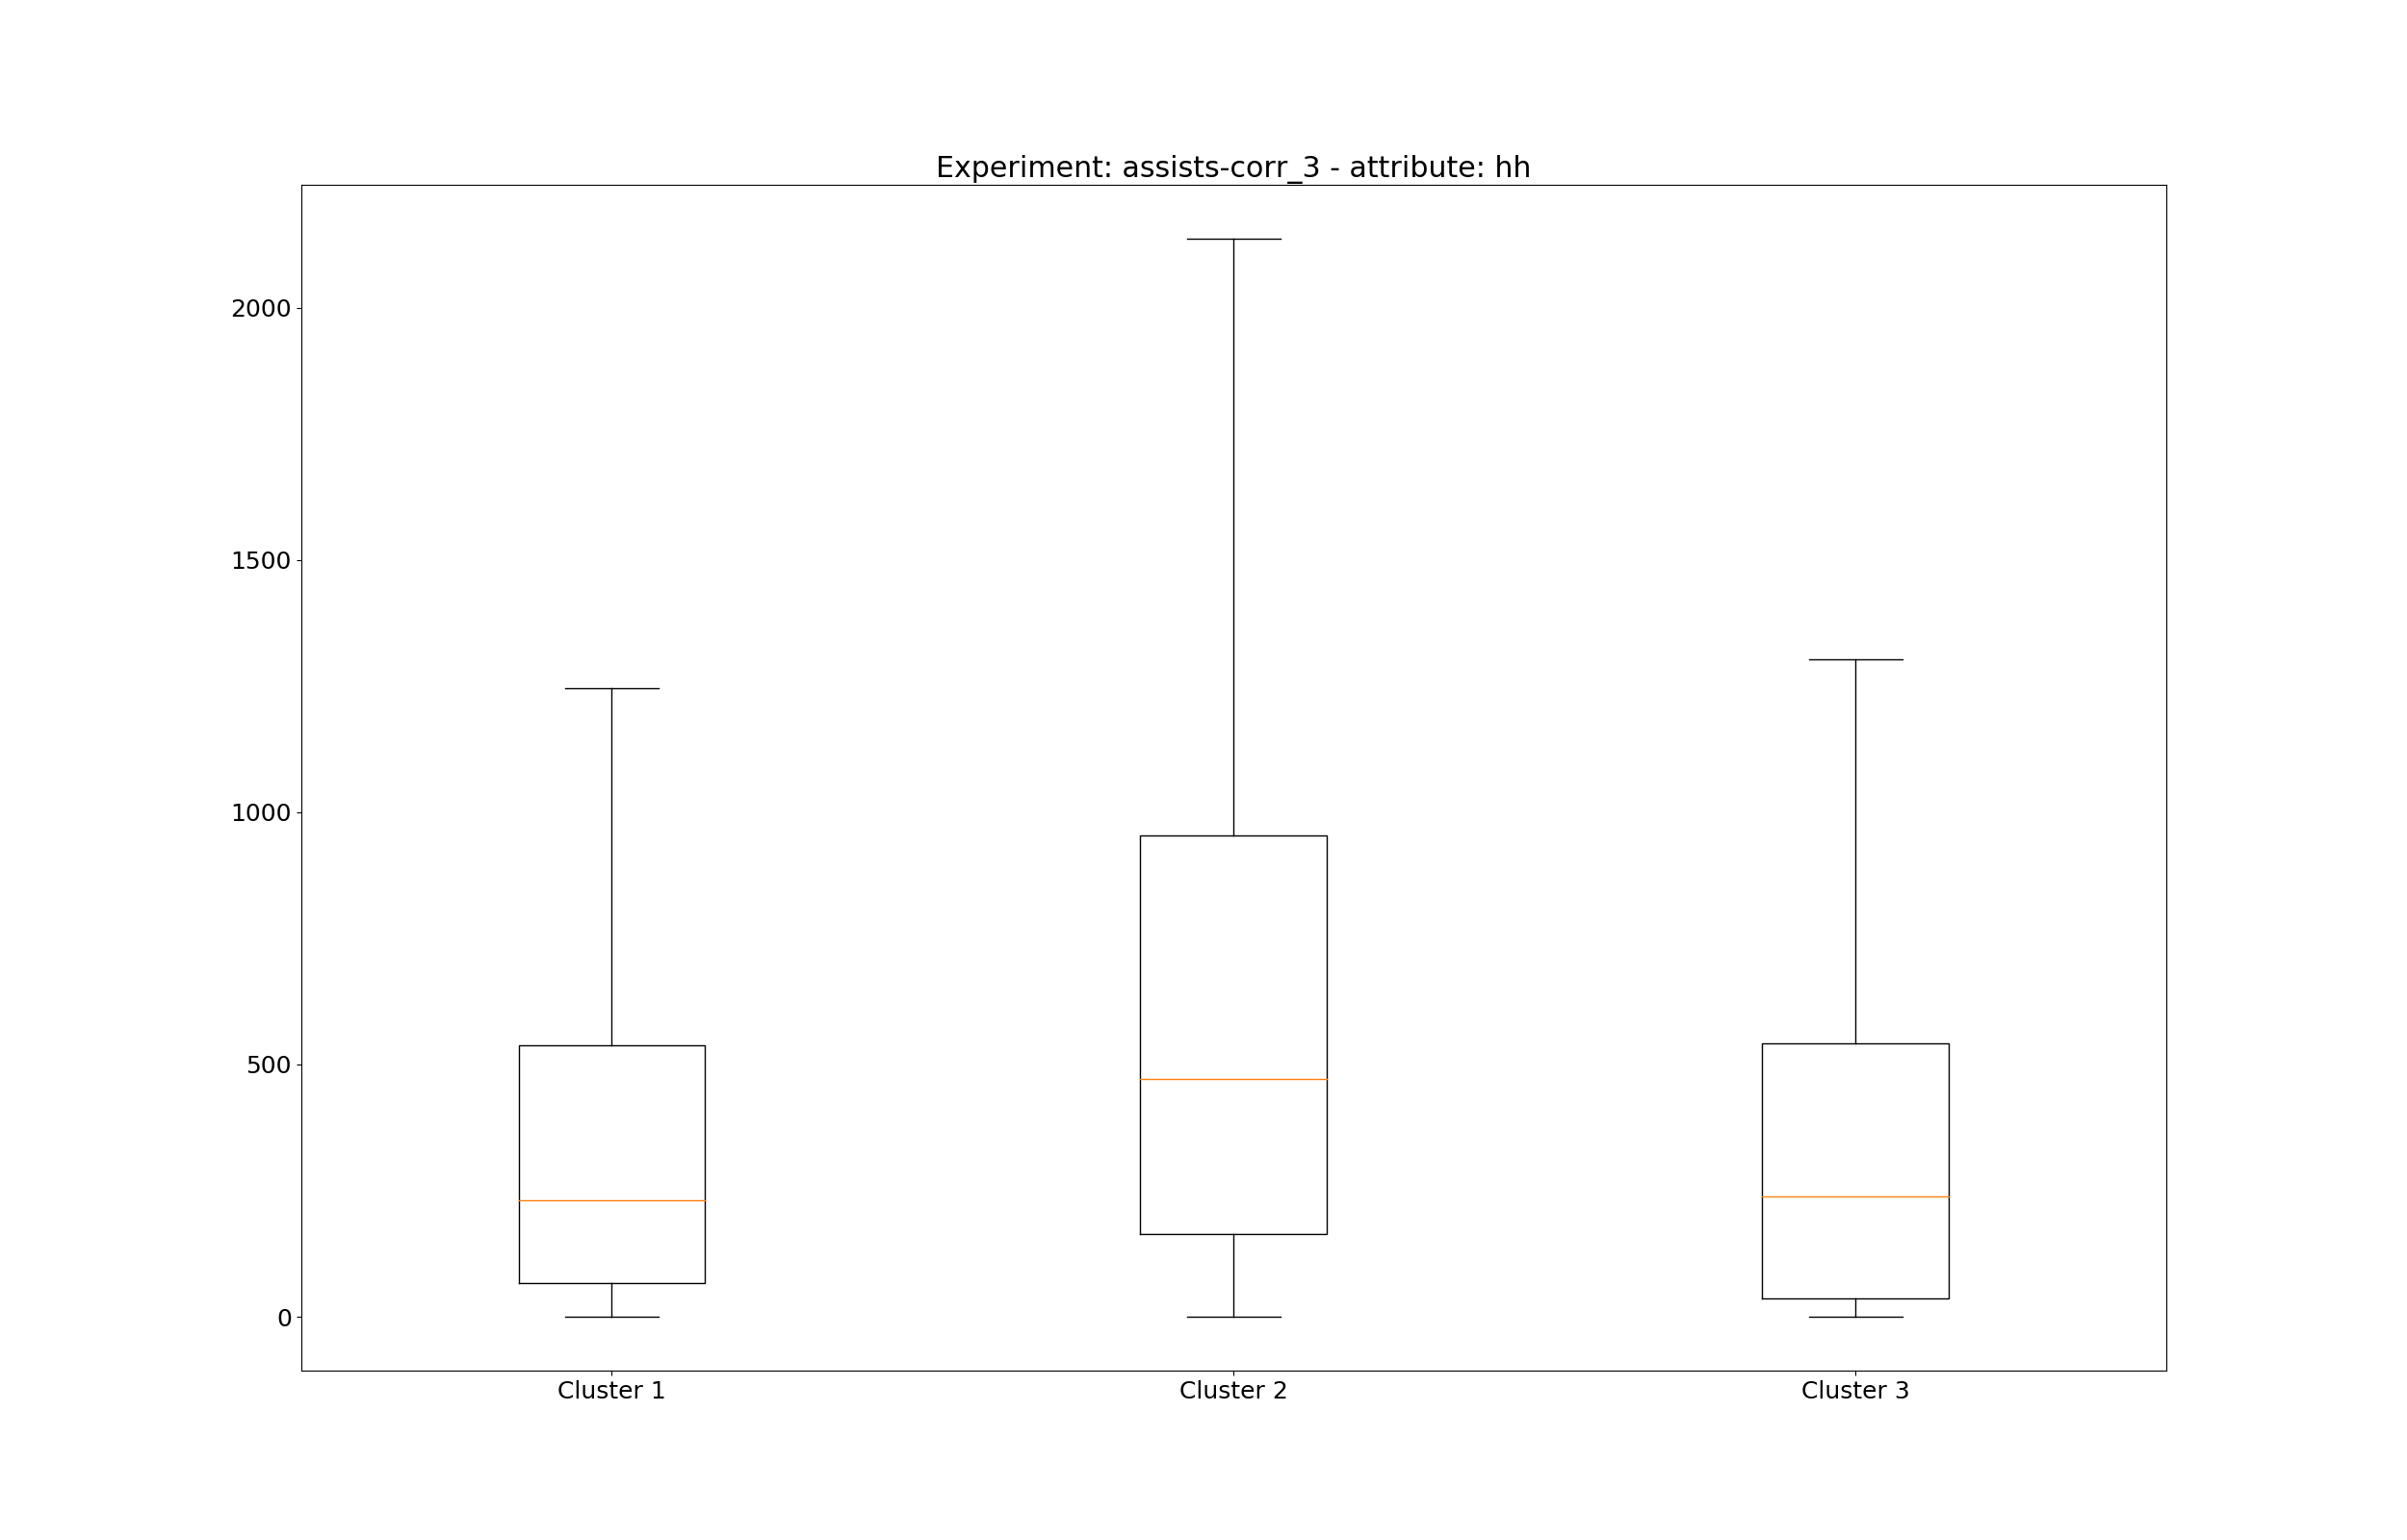 Experiment: assists-corr_3 - attribute: hh
2000
1500
1000
500
0
Cluster 1
Cluster 2
Cluster 3